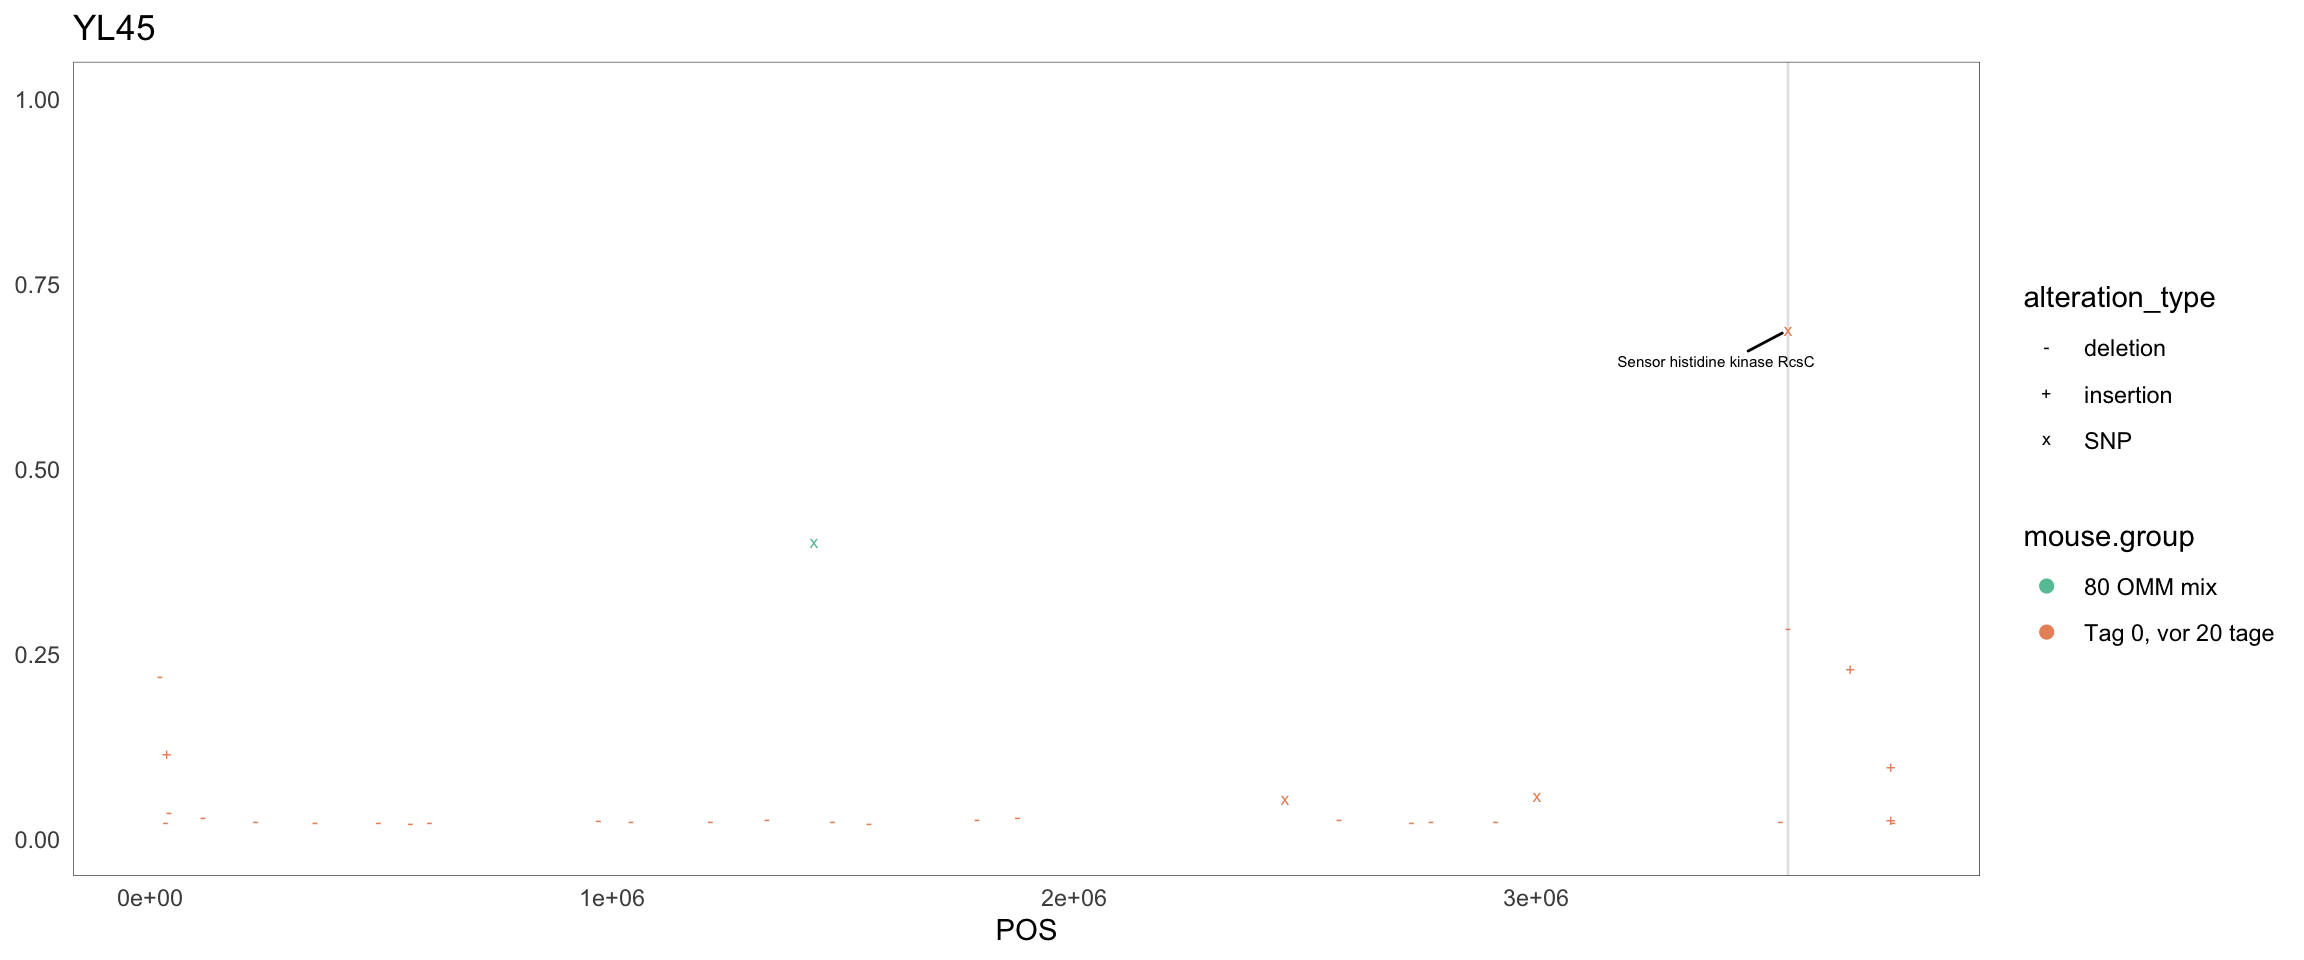 YL45
1.00
0.75
0.50
0.25
0.00
Sensor histidine kinase RcsC
0e+00 1e+06 2e+06 3e+06
POS
alteration_type
- deletion
+ insertion
x SNP
mouse.group
80 OMM mix
Tag 0, vor 20 tage